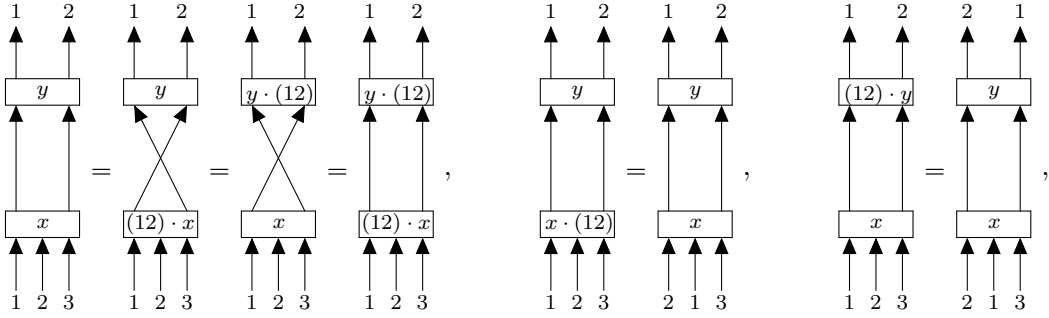 1 2 1 2 1 2 1 2 1 2 1 2 1 2 2 1
y y y · (12) y · (12) y y (12) · y y
= = = , = , = ,
x (12) · x x (12) · x x · (12) x x x
1 2 3 1 2 3 1 2 3 1 2 3 1 2 3 2 1 3 1 2 3 2 1 3